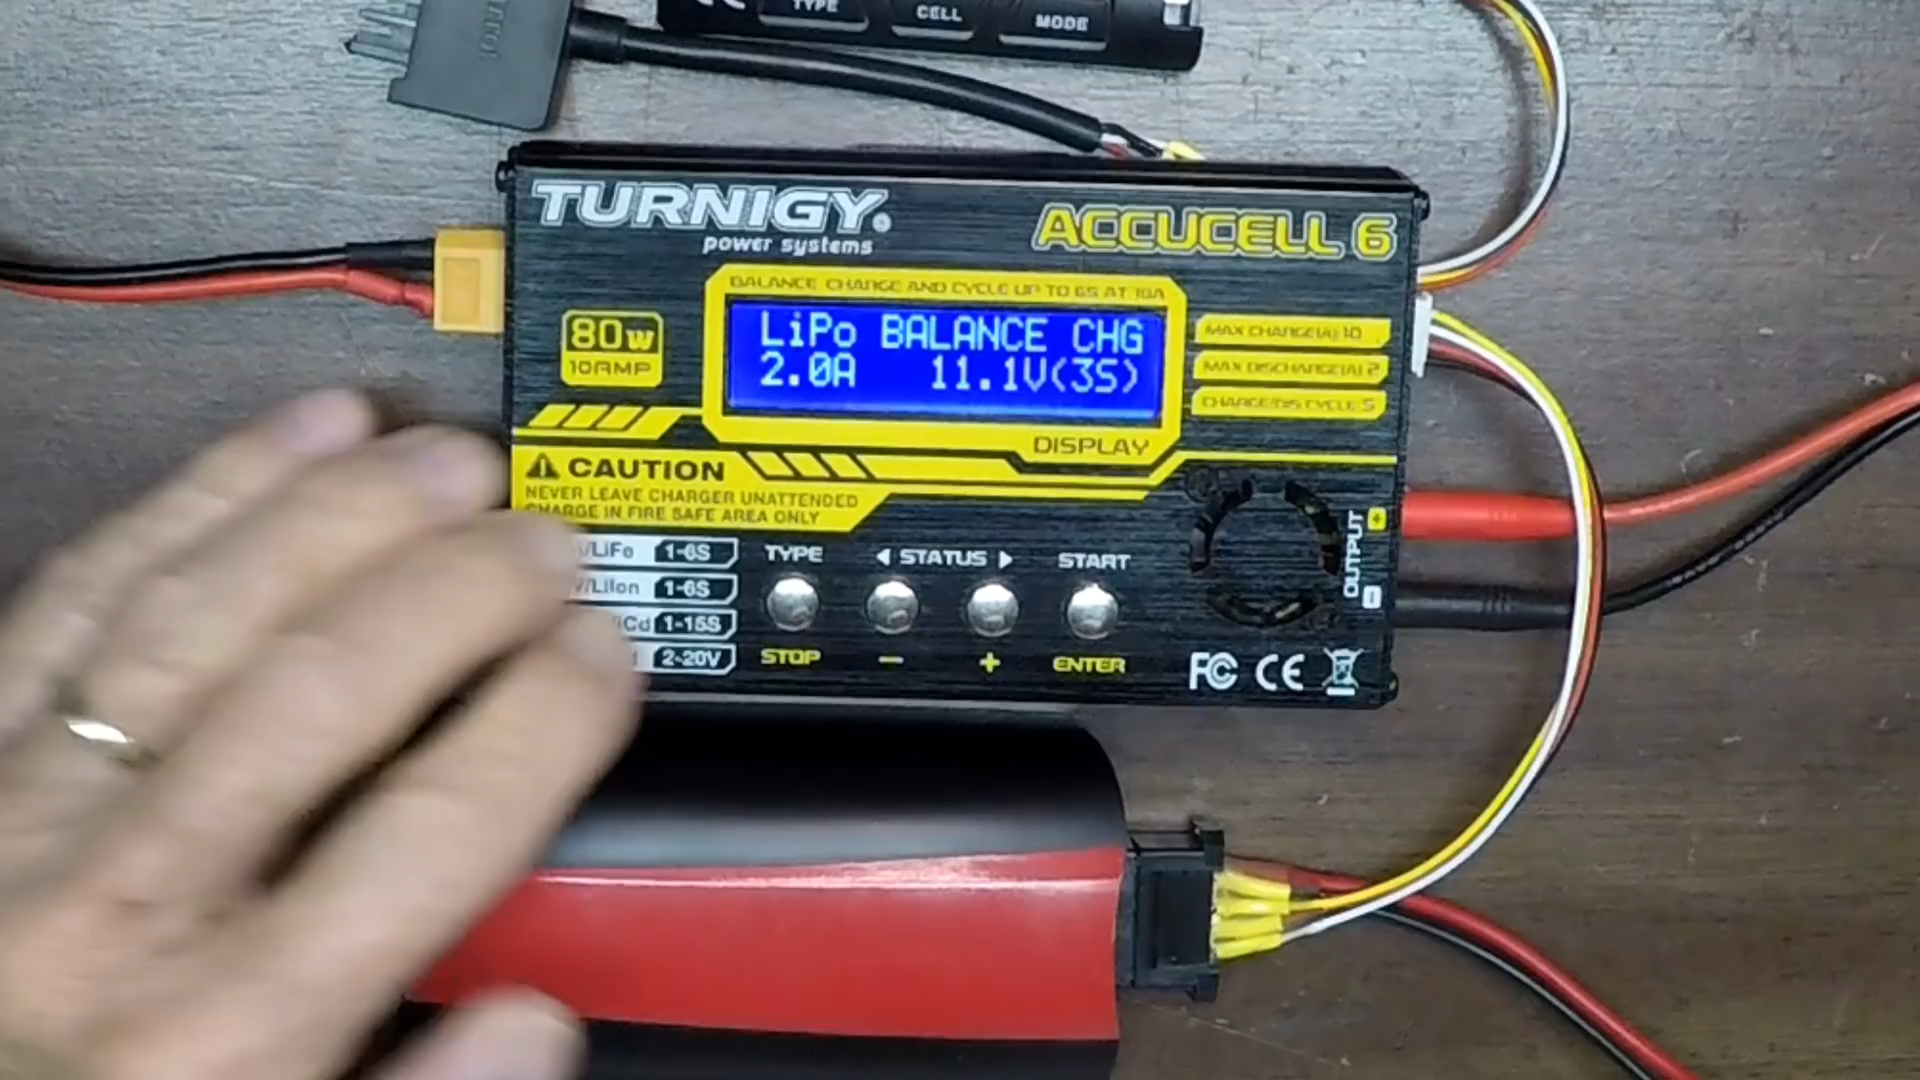 TYPE CELL MODE
TURNIGY
power systems
ACCUCELL 6
BALANCE CHARGE AND CYCLE UP TO 6S AT 10A
80W
10AMP
LiPo BALANCE CHG
2.0A 11.1V(3S)
MAX CHARGE(A) 10
MAX DISCHARGE(A) 2
CHARGE/DIS CYCLE 5
DISPLAY
CAUTION
NEVER LEAVE CHARGER UNATTENDED
CHARGE IN FIRE SAFE AREA ONLY
/LiFe 1-6S
/LiIon 1-6S
iCd 1-15S
2-20V
TYPE STATUS START
STOP - + ENTER
OUTPUT
+
-
FC CE